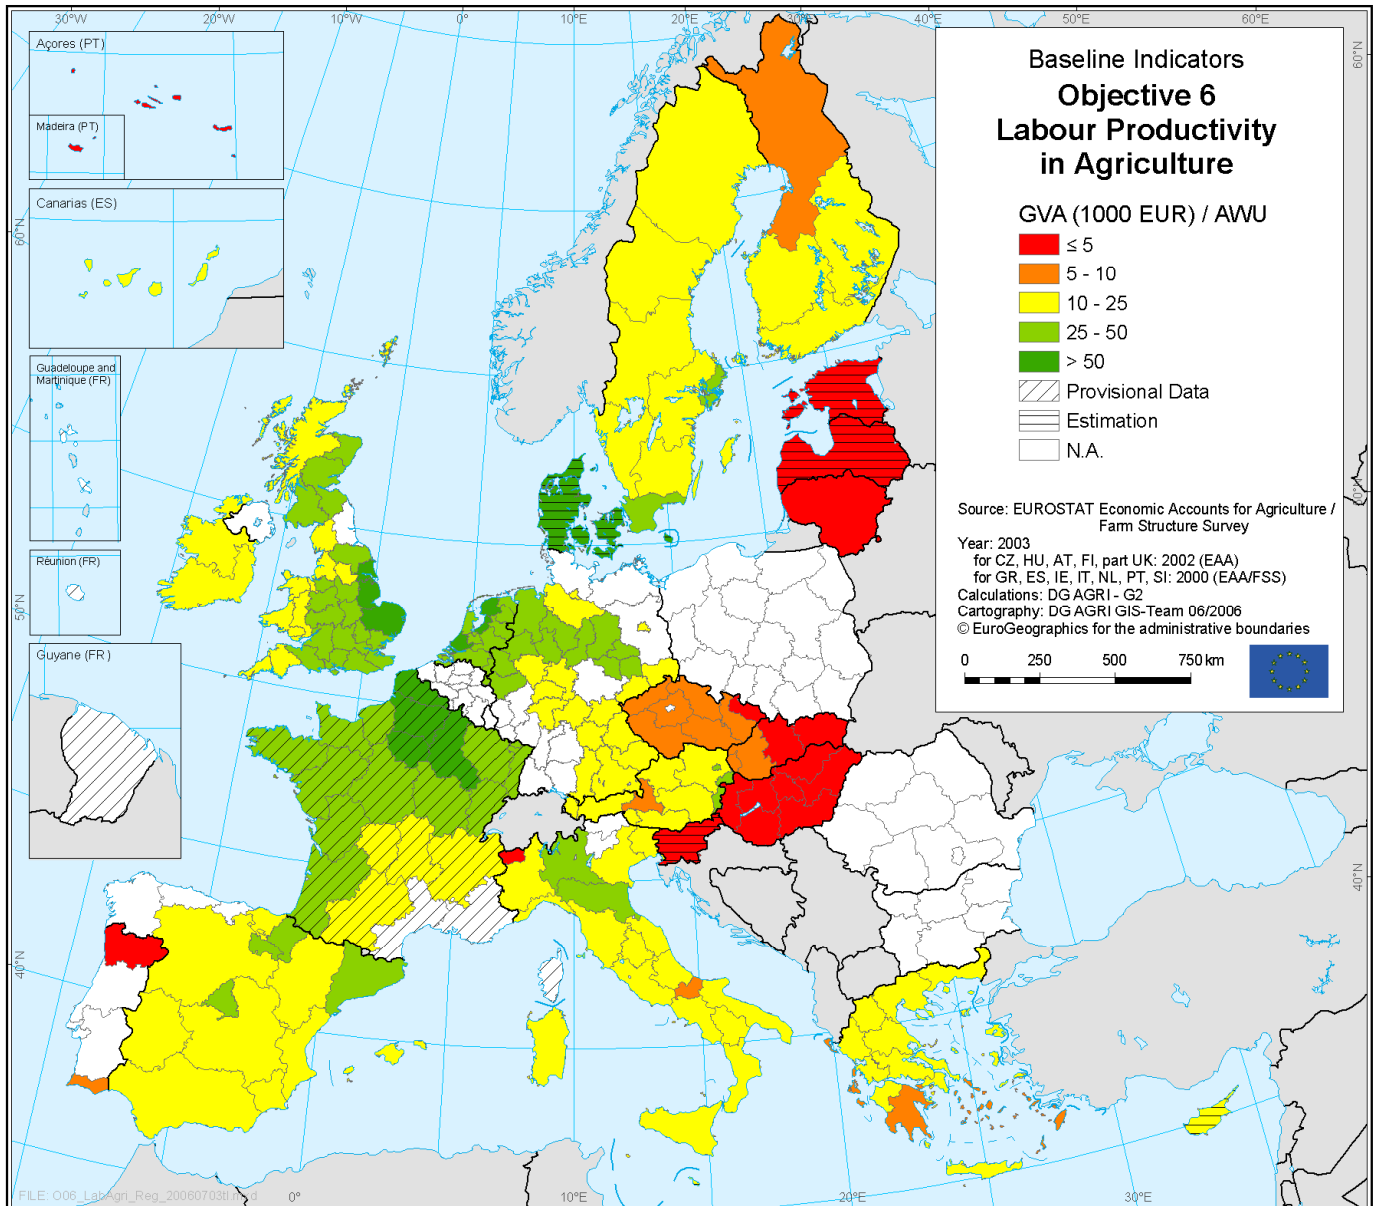 30°W 20°W 10°W 0° 10°E 20°E 30°E 40°E 50°E 60°E
Açores (PT)
Madeira (PT)
Canarias (ES)
Guadeloupe and
Martinique (FR)
Réunion (FR)
Guyane (FR)
60°N
50°N
40°N
Baseline Indicators
Objective 6
Labour Productivity
in Agriculture
GVA (1000 EUR) / AWU
≤ 5
5 - 10
10 - 25
25 - 50
> 50
Provisional Data
Estimation
N.A.
Source: EUROSTAT Economic Accounts for Agriculture /
Farm Structure Survey
Year: 2003
for CZ, HU, AT, FI, part UK: 2002 (EAA)
for GR, ES, IE, IT, NL, PT, SI: 2000 (EAA/FSS)
Calculations: DG AGRI - G2
Cartography: DG AGRI GIS-Team 06/2006
© EuroGeographics for the administrative boundaries
0 250 500 750 km
60°N
40°N
FILE: O06_LabAgri_Reg_20060703tl.mxd
0° 10°E 20°E 30°E